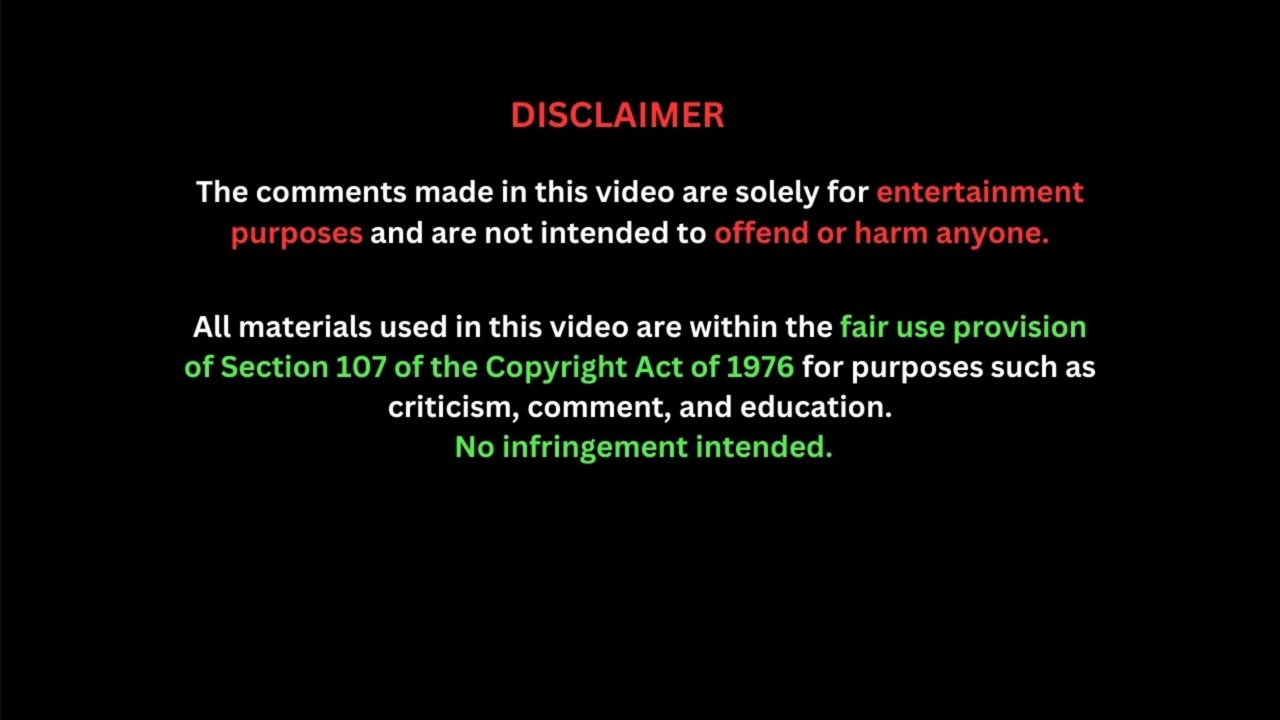 DISCLAIMER
The comments made in this video are solely for entertainment
purposes and are not intended to offend or harm anyone.
All materials used in this video are within the fair use provision
of Section 107 of the Copyright Act of 1976 for purposes such as
criticism, comment, and education.
No infringement intended.